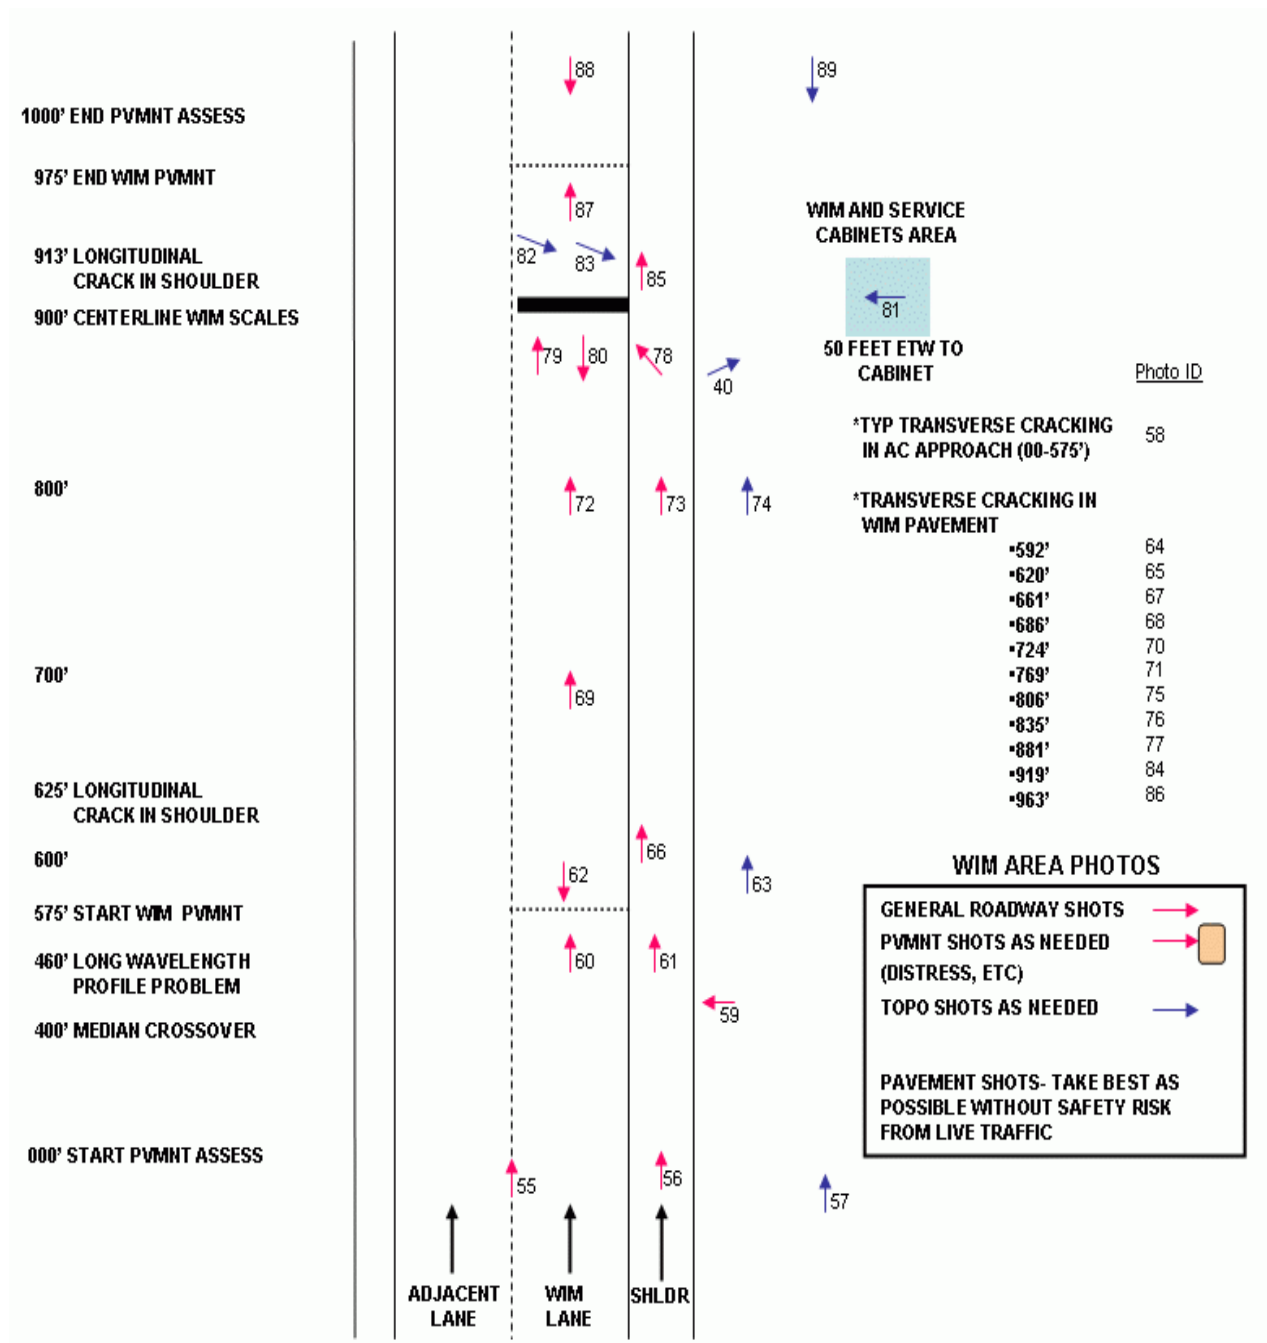 88
89
1000' END PVMNT ASSESS
975' END WIM PVMNT
87
WIM AND SERVICE
CABINETS AREA
913' LONGITUDINAL
CRACK IN SHOULDER
82
83
85
81
900' CENTERLINE WIM SCALES
79
80
78
40
50 FEET ETW TO
CABINET
Photo ID
*TYP TRANSVERSE CRACKING
IN AC APPROACH (00-575')
58
800'
72
73
74
*TRANSVERSE CRACKING IN
WIM PAVEMENT
▪592' 64
▪620' 65
▪661' 67
▪686' 68
▪724' 70
▪769' 71
▪806' 75
▪835' 76
▪881' 77
▪919' 84
▪963' 86
700'
69
625' LONGITUDINAL
CRACK IN SHOULDER
66
600'
62
63
575' START WIM PVMNT
460' LONG WAVELENGTH
PROFILE PROBLEM
60
61
59
400' MEDIAN CROSSOVER
WIM AREA PHOTOS
GENERAL ROADWAY SHOTS
PVMNT SHOTS AS NEEDED
(DISTRESS, ETC)
TOPO SHOTS AS NEEDED
PAVEMENT SHOTS- TAKE BEST AS
POSSIBLE WITHOUT SAFETY RISK
FROM LIVE TRAFFIC
000' START PVMNT ASSESS
55
56
57
ADJACENT
LANE
WIM
LANE
SHLDR